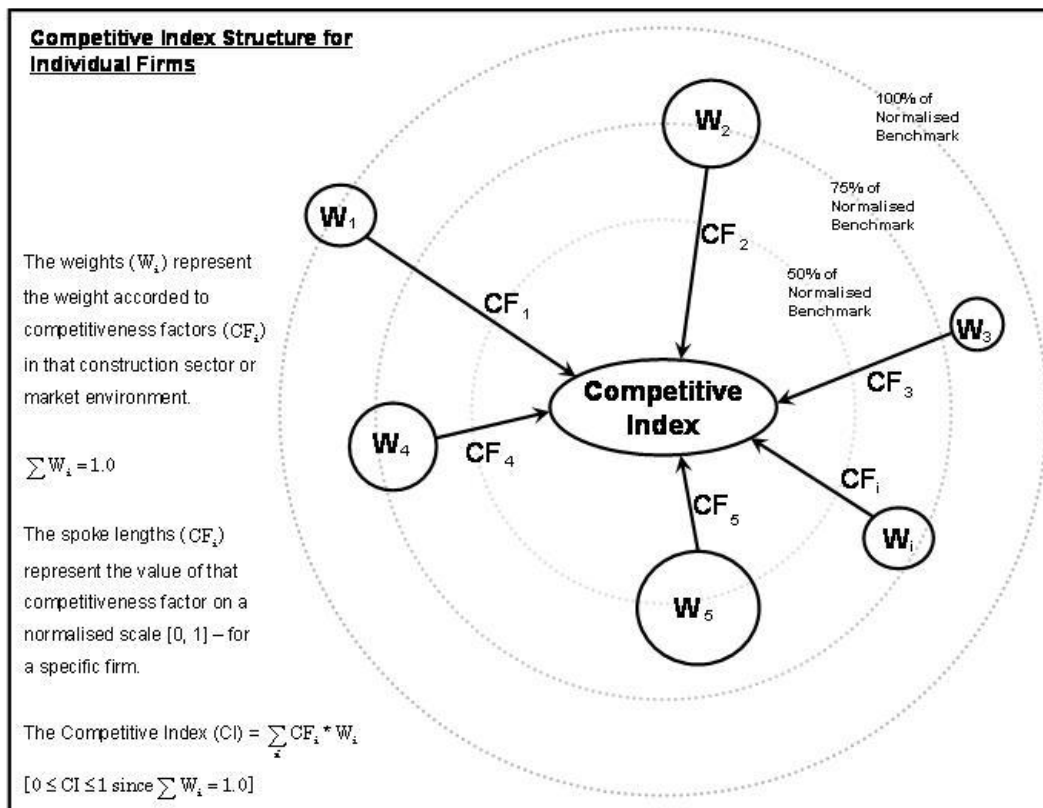 Competitive Index Structure for
Individual Firms
The weights (Wᵢ) represent
the weight accorded to
competitiveness factors (CFᵢ)
in that construction sector or
market environment.
∑ Wᵢ = 1.0
The spoke lengths (CFᵢ)
represent the value of that
competitiveness factor on a
normalised scale [0, 1] – for
a specific firm.
The Competitive Index (CI) = ∑ᵢ CFᵢ * Wᵢ
[0 ≤ CI ≤ 1 since ∑ Wᵢ = 1.0]
W₁
W₂
W₃
W₄
W₅
Wᵢ
CF₁
CF₂
CF₃
CF₄
CF₅
CFᵢ
Competitive
Index
100% of
Normalised
Benchmark
75% of
Normalised
Benchmark
50% of
Normalised
Benchmark